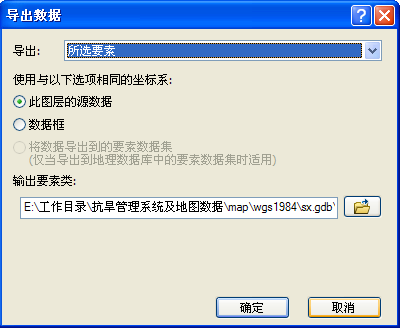 导出数据
导出: 所选要素
使用与以下选项相同的坐标系:
此图层的源数据
数据框
将数据导出到的要素数据集
(仅当导出到地理数据库中的要素数据集时适用)
输出要素类:
E:\工作目录\抗旱管理系统及地图数据\map\wgs1984\sx.gdb\
确定 取消